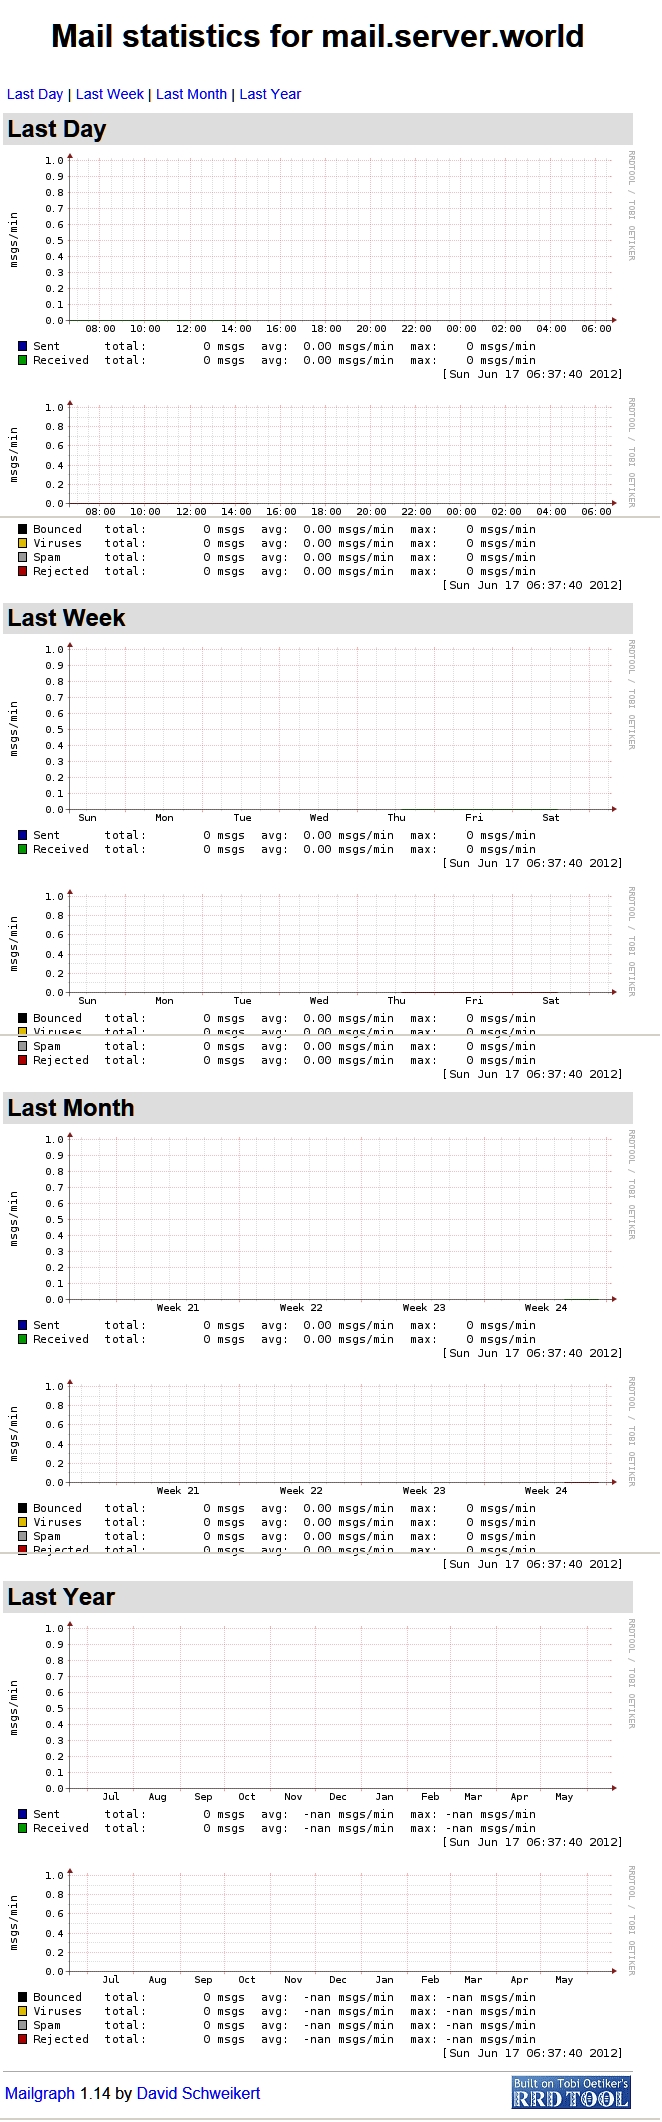 Mail statistics for mail.server.world
Last Day | Last Week | Last Month | Last Year
Last Day
RRDTOOL / TOBI OETIKER
msgs/min
1.0
0.9
0.8
0.7
0.6
0.5
0.4
0.3
0.2
0.1
0.0
08:00 10:00 12:00 14:00 16:00 18:00 20:00 22:00 00:00 02:00 04:00 06:00
Sent total: 0 msgs avg: 0.00 msgs/min max: 0 msgs/min
Received total: 0 msgs avg: 0.00 msgs/min max: 0 msgs/min
[Sun Jun 17 06:37:40 2012]
RRDTOOL / TOBI OETIKER
msgs/min
1.0
0.8
0.6
0.4
0.2
0.0
08:00 10:00 12:00 14:00 16:00 18:00 20:00 22:00 00:00 02:00 04:00 06:00
Bounced total: 0 msgs avg: 0.00 msgs/min max: 0 msgs/min
Viruses total: 0 msgs avg: 0.00 msgs/min max: 0 msgs/min
Spam total: 0 msgs avg: 0.00 msgs/min max: 0 msgs/min
Rejected total: 0 msgs avg: 0.00 msgs/min max: 0 msgs/min
[Sun Jun 17 06:37:40 2012]
Last Week
RRDTOOL / TOBI OETIKER
msgs/min
1.0
0.9
0.8
0.7
0.6
0.5
0.4
0.3
0.2
0.1
0.0
Sun Mon Tue Wed Thu Fri Sat
Sent total: 0 msgs avg: 0.00 msgs/min max: 0 msgs/min
Received total: 0 msgs avg: 0.00 msgs/min max: 0 msgs/min
[Sun Jun 17 06:37:40 2012]
RRDTOOL / TOBI OETIKER
msgs/min
1.0
0.8
0.6
0.4
0.2
0.0
Sun Mon Tue Wed Thu Fri Sat
Bounced total: 0 msgs avg: 0.00 msgs/min max: 0 msgs/min
Viruses total: 0 msgs avg: 0.00 msgs/min max: 0 msgs/min
Spam total: 0 msgs avg: 0.00 msgs/min max: 0 msgs/min
Rejected total: 0 msgs avg: 0.00 msgs/min max: 0 msgs/min
[Sun Jun 17 06:37:40 2012]
Last Month
RRDTOOL / TOBI OETIKER
msgs/min
1.0
0.9
0.8
0.7
0.6
0.5
0.4
0.3
0.2
0.1
0.0
Week 21 Week 22 Week 23 Week 24
Sent total: 0 msgs avg: 0.00 msgs/min max: 0 msgs/min
Received total: 0 msgs avg: 0.00 msgs/min max: 0 msgs/min
[Sun Jun 17 06:37:40 2012]
RRDTOOL / TOBI OETIKER
msgs/min
1.0
0.8
0.6
0.4
0.2
0.0
Week 21 Week 22 Week 23 Week 24
Bounced total: 0 msgs avg: 0.00 msgs/min max: 0 msgs/min
Viruses total: 0 msgs avg: 0.00 msgs/min max: 0 msgs/min
Spam total: 0 msgs avg: 0.00 msgs/min max: 0 msgs/min
Rejected total: 0 msgs avg: 0.00 msgs/min max: 0 msgs/min
[Sun Jun 17 06:37:40 2012]
Last Year
RRDTOOL / TOBI OETIKER
msgs/min
1.0
0.9
0.8
0.7
0.6
0.5
0.4
0.3
0.2
0.1
0.0
Jul Aug Sep Oct Nov Dec Jan Feb Mar Apr May
Sent total: 0 msgs avg: -nan msgs/min max: -nan msgs/min
Received total: 0 msgs avg: -nan msgs/min max: -nan msgs/min
[Sun Jun 17 06:37:40 2012]
RRDTOOL / TOBI OETIKER
msgs/min
1.0
0.8
0.6
0.4
0.2
0.0
Jul Aug Sep Oct Nov Dec Jan Feb Mar Apr May
Bounced total: 0 msgs avg: -nan msgs/min max: -nan msgs/min
Viruses total: 0 msgs avg: -nan msgs/min max: -nan msgs/min
Spam total: 0 msgs avg: -nan msgs/min max: -nan msgs/min
Rejected total: 0 msgs avg: -nan msgs/min max: -nan msgs/min
[Sun Jun 17 06:37:40 2012]
Mailgraph 1.14 by David Schweikert
Built on Tobi Oetiker's
RRDTOOL